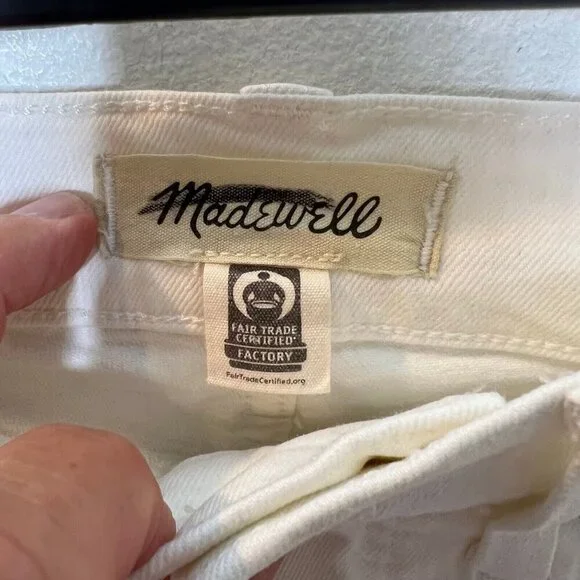 Madewell
FAIR TRADE
CERTIFIED
FACTORY
FairTradeCertified.org